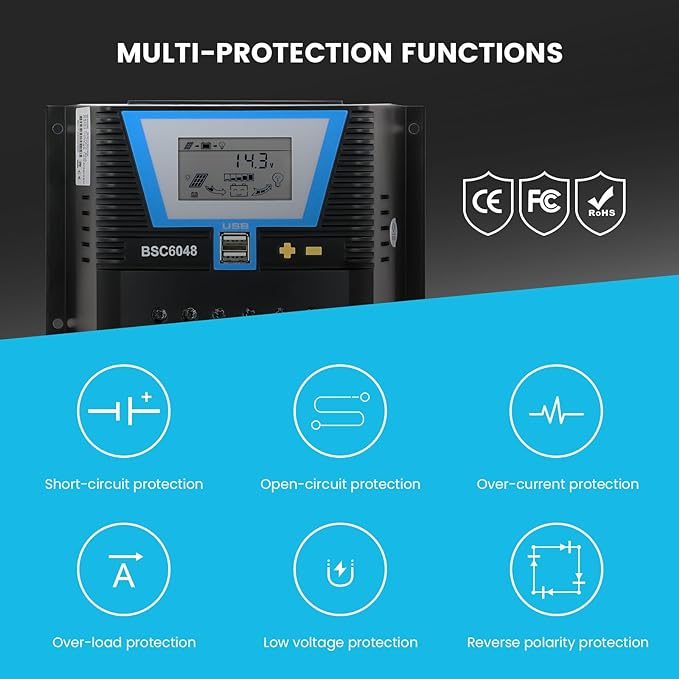 MULTI-PROTECTION FUNCTIONS
14.3 V
USB
BSC6048
CE
FC
RoHS
Short-circuit protection
Open-circuit protection
Over-current protection
A
Over-load protection
Low voltage protection
Reverse polarity protection